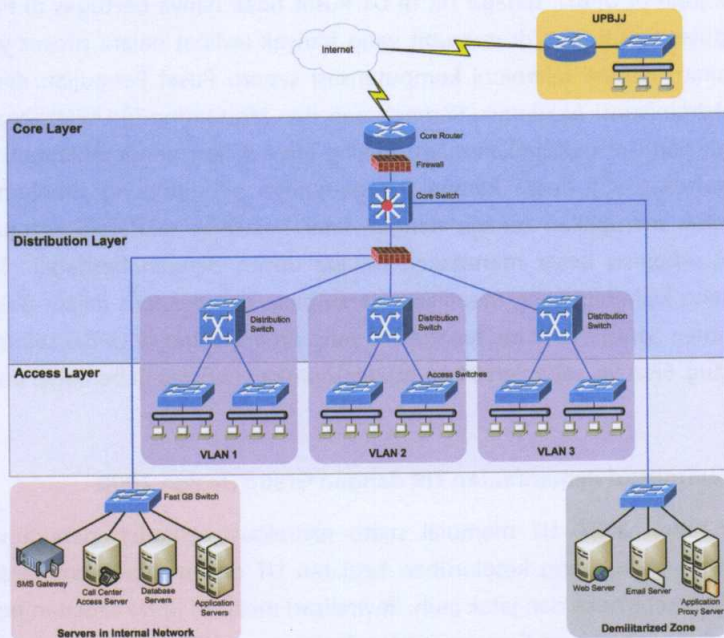 UPBJJ
Internet
Core Layer
Core Router
Firewall
Core Switch
Distribution Layer
Distribution
Switch
Distribution
Switch
Distribution
Switch
Access Layer
Access Switches
VLAN 1
VLAN 2
VLAN 3
Fast GB Switch
SMS Gateway
Call Center
Access Server
Database
Servers
Application
Servers
Servers in Internal Network
Web Server
Email Server
Application
Proxy Server
Demilitarized Zone